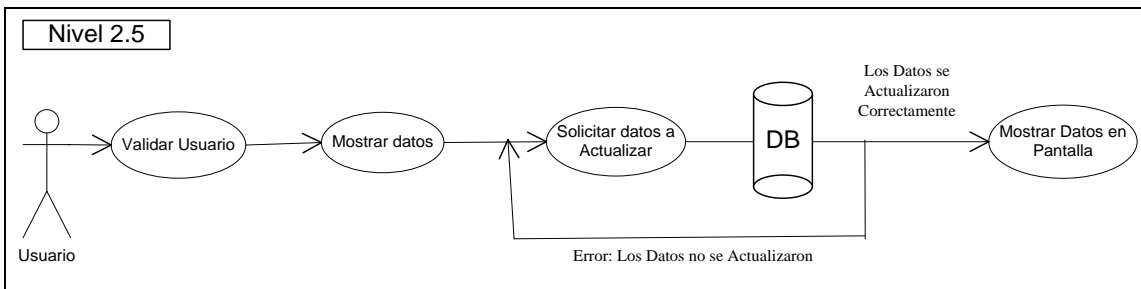 Nivel 2.5
Los Datos se
Actualizaron
Correctamente
Validar Usuario
Mostrar datos
Solicitar datos a
Actualizar
DB
Mostrar Datos en
Pantalla
Usuario
Error: Los Datos no se Actualizaron